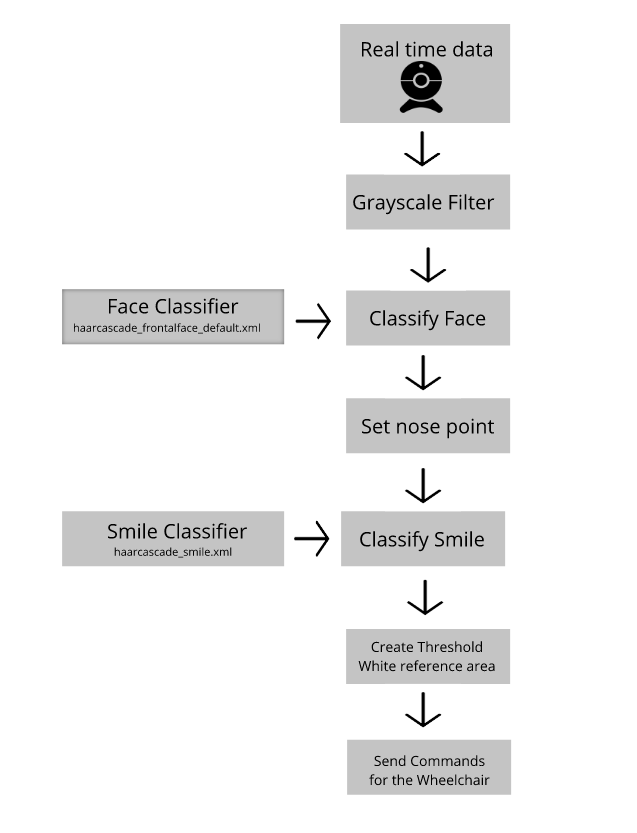 Real time data
Grayscale Filter
Face Classifier
haarcascade_frontalface_default.xml
Classify Face
Set nose point
Smile Classifier
haarcascade_smile.xml
Classify Smile
Create Threshold
White reference area
Send Commands
for the Wheelchair